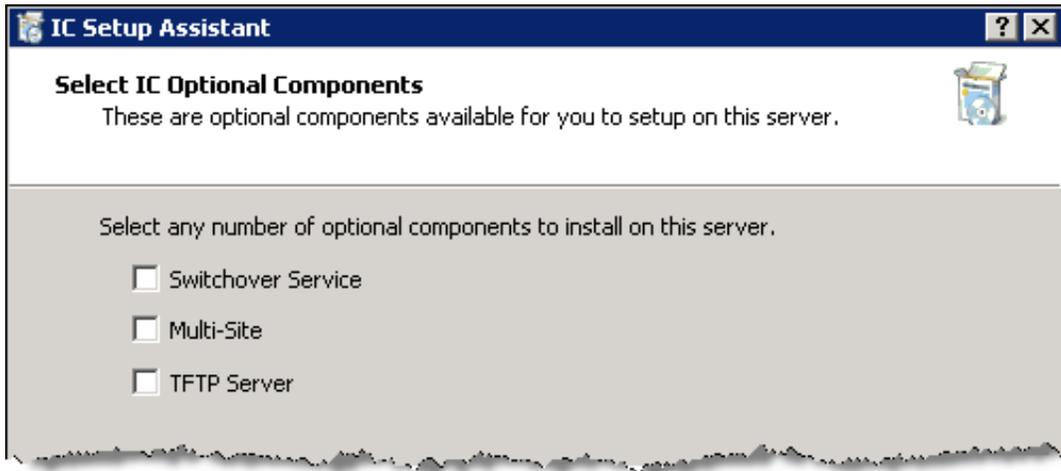 IC Setup Assistant
Select IC Optional Components
These are optional components available for you to setup on this server.
Select any number of optional components to install on this server.
Switchover Service
Multi-Site
TFTP Server